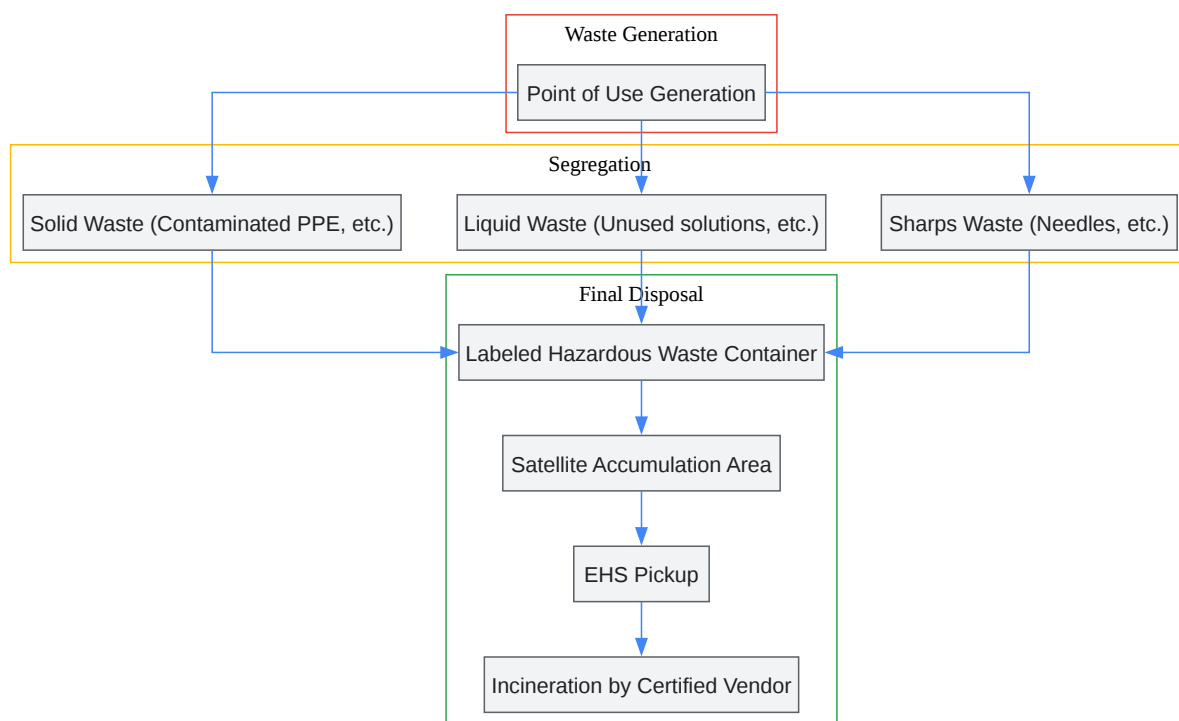 Waste Generation
Point of Use Generation
Segregation
Solid Waste (Contaminated PPE, etc.)
Liquid Waste (Unused solutions, etc.)
Sharps Waste (Needles, etc.)
Final Disposal
Labeled Hazardous Waste Container
Satellite Accumulation Area
EHS Pickup
Incineration by Certified Vendor